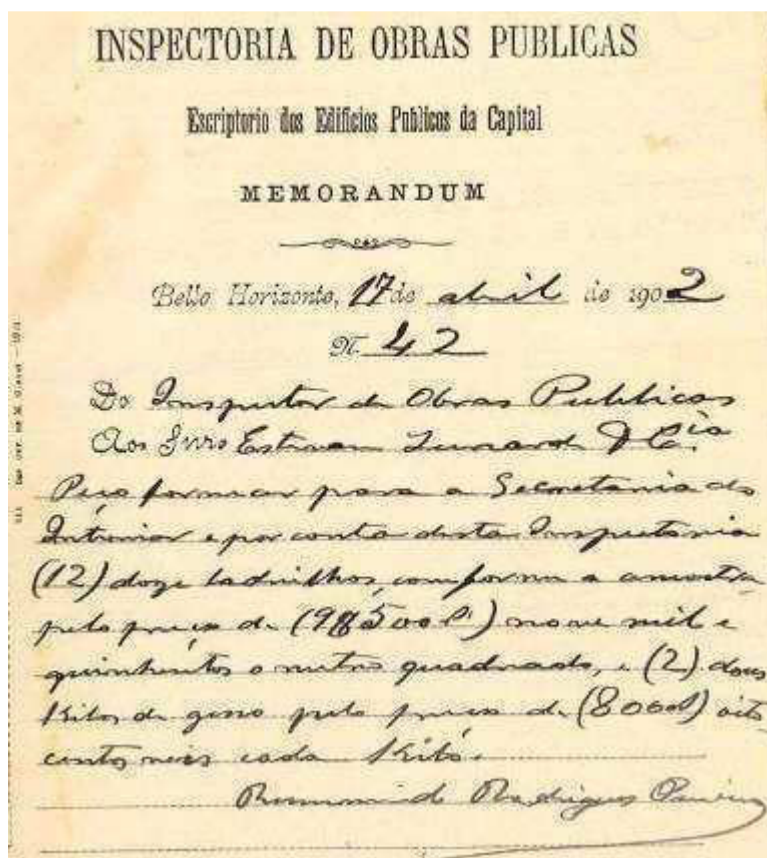 INSPECTORIA DE OBRAS PUBLICAS
Escriptorio dos Edificios Publicos da Capital
MEMORANDUM
Bello Horizonte, 17 de abril de 1902
N. 42
Do Inspector de Obras Publicas
Aos Snrs Estevam Lunardi & Cia
Peço fornecer para a Secretaria do
Interior e por conta desta Inspectoria
(12) doze ladrilhos, conforme a amostra
pelo preço de (9$500) nove mil e
quinhentos o metro quadrado, e (2) dous
Kilos de gesso pelo preço de (800) oito
centos reis cada Kilo.
Rodrigues